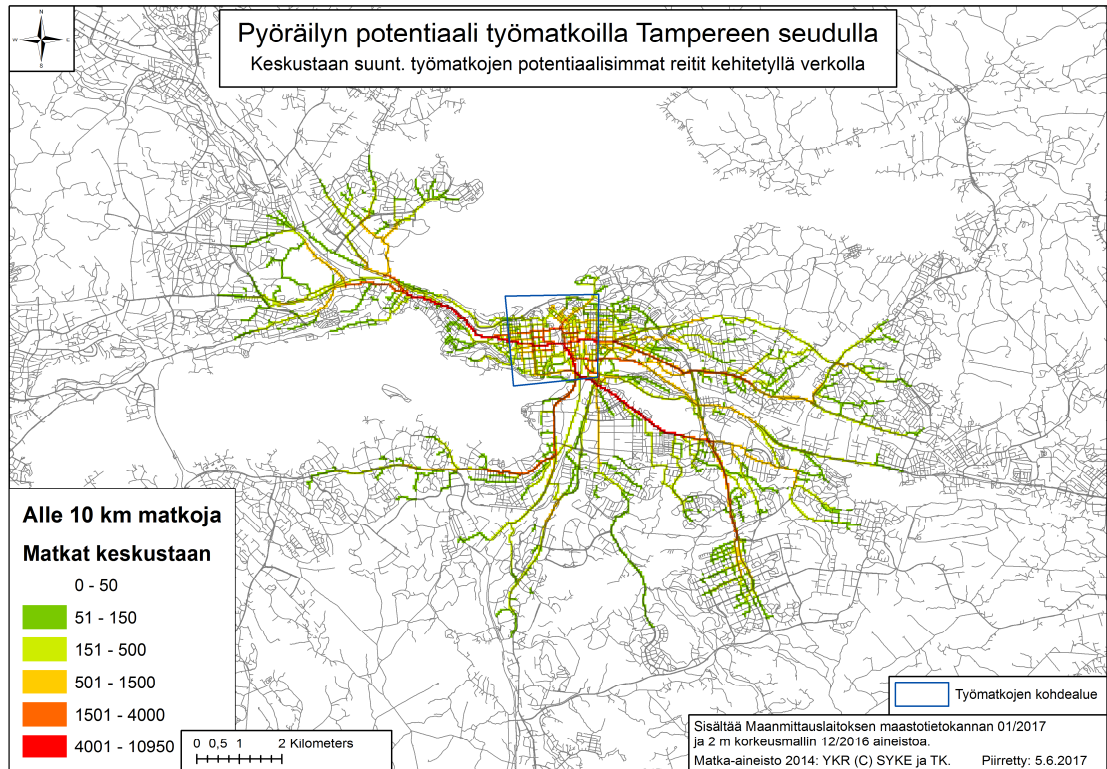 N
W E
S
Pyöräilyn potentiaali työmatkoilla Tampereen seudulla
Keskustaan suunt. työmatkojen potentiaalisimmat reitit kehitetyllä verkolla
Alle 10 km matkoja
Matkat keskustaan
0 - 50
51 - 150
151 - 500
501 - 1500
1501 - 4000
4001 - 10950
0 0,5 1 2 Kilometers
Työmatkojen kohdealue
Sisältää Maanmittauslaitoksen maastotietokannan 01/2017
ja 2 m korkeusmallin 12/2016 aineistoa.
Matka-aineisto 2014: YKR (C) SYKE ja TK. Piirretty: 5.6.2017